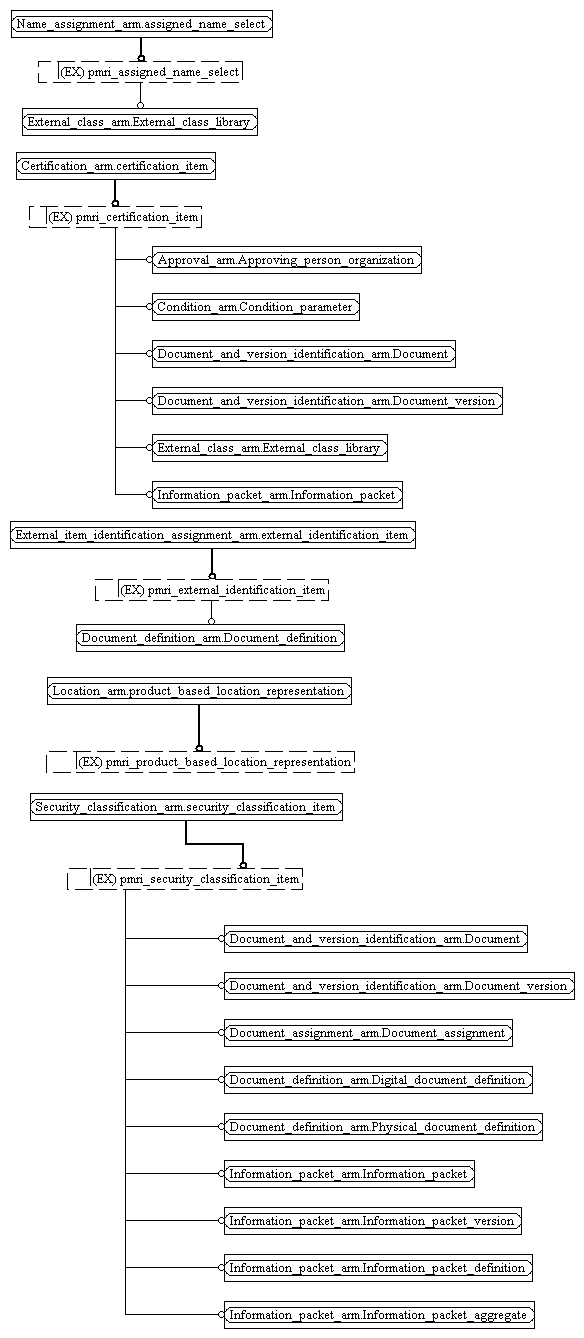 Name_assignment_arm.assigned_name_select
(EX) pmri_assigned_name_select
External_class_arm.External_class_library
Certification_arm.certification_item
(EX) pmri_certification_item
Approval_arm.Approving_person_organization
Condition_arm.Condition_parameter
Document_and_version_identification_arm.Document
Document_and_version_identification_arm.Document_version
External_class_arm.External_class_library
Information_packet_arm.Information_packet
External_item_identification_assignment_arm.external_identification_item
(EX) pmri_external_identification_item
Document_definition_arm.Document_definition
Location_arm.product_based_location_representation
(EX) pmri_product_based_location_representation
Security_classification_arm.security_classification_item
(EX) pmri_security_classification_item
Document_and_version_identification_arm.Document
Document_and_version_identification_arm.Document_version
Document_assignment_arm.Document_assignment
Document_definition_arm.Digital_document_definition
Document_definition_arm.Physical_document_definition
Information_packet_arm.Information_packet
Information_packet_arm.Information_packet_version
Information_packet_arm.Information_packet_definition
Information_packet_arm.Information_packet_aggregate